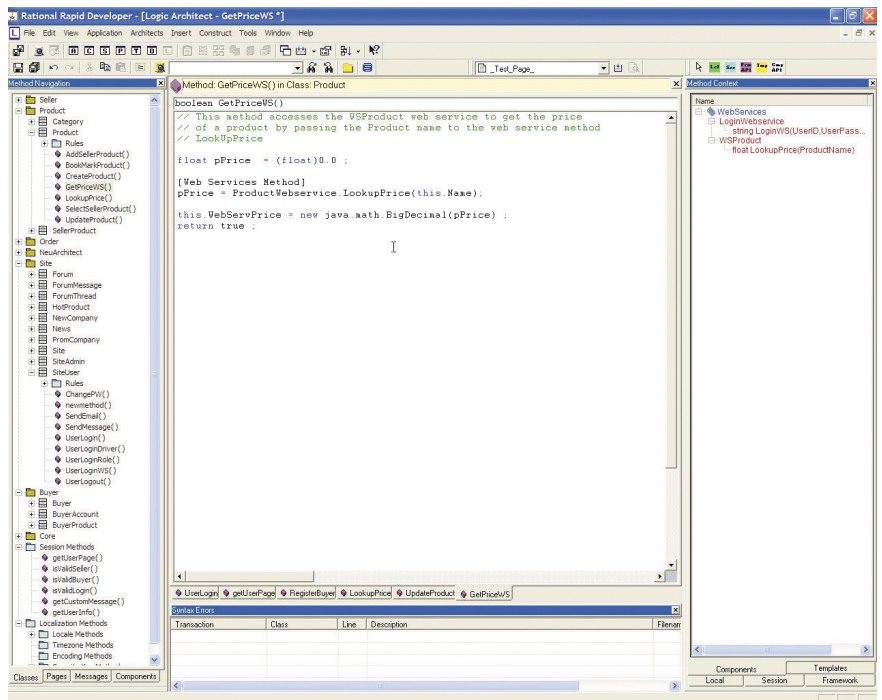 Rational Rapid Developer - [Logic Architect - GetPriceWS *]
File Edit View Application Architects Insert Construct Tools Window Help
_Test_Page_
Method Navigation
Seller
Product
Category
Product
Rules
AddSellerProduct()
BookMarkProduct()
CreateProduct()
GetPriceWS()
LookupPrice()
SelectSellerProduct()
UpdateProduct()
SellerProduct
Order
NeuArchitect
Site
Forum
ForumMessage
ForumThread
HotProduct
NewCompany
News
PromCompany
Site
SiteAdmin
SiteUser
Rules
ChangePW()
newmethod()
SendEmail()
SendMessage()
UserLogin()
UserLoginDriver()
UserLoginRole()
UserLoginWS()
UserLogout()
Buyer
Buyer
BuyerAccount
BuyerProduct
Core
Session Methods
getUserPage()
isValidSeller()
isValidBuyer()
isValidLogin()
getCustomMessage()
getUserInfo()
Localization Methods
Locale Methods
Timezone Methods
Encoding Methods
Classes Pages Messages Components
Method: GetPriceWS() in Class: Product
boolean GetPriceWS()
// This method accesses the WSProduct web service to get the price
// of a product by passing the Product name to the web service method
// LookUpPrice
float pPrice = (float)0.0 ;
[Web Services Method]
pPrice = ProductWebservice.LookupPrice(this.Name);
this.WebServPrice = new java.math.BigDecimal(pPrice) ;
return true ;
UserLogin getUserPage RegisterBuyer LookupPrice UpdateProduct GetPriceWS
Syntax Errors
Transaction Class Line Description Filenam
Method Context
Name
WebServices
LoginWebservice
string LoginWS(UserID,UserPass...
WSProduct
float LookupPrice(ProductName)
Components Templates
Local Session Framework